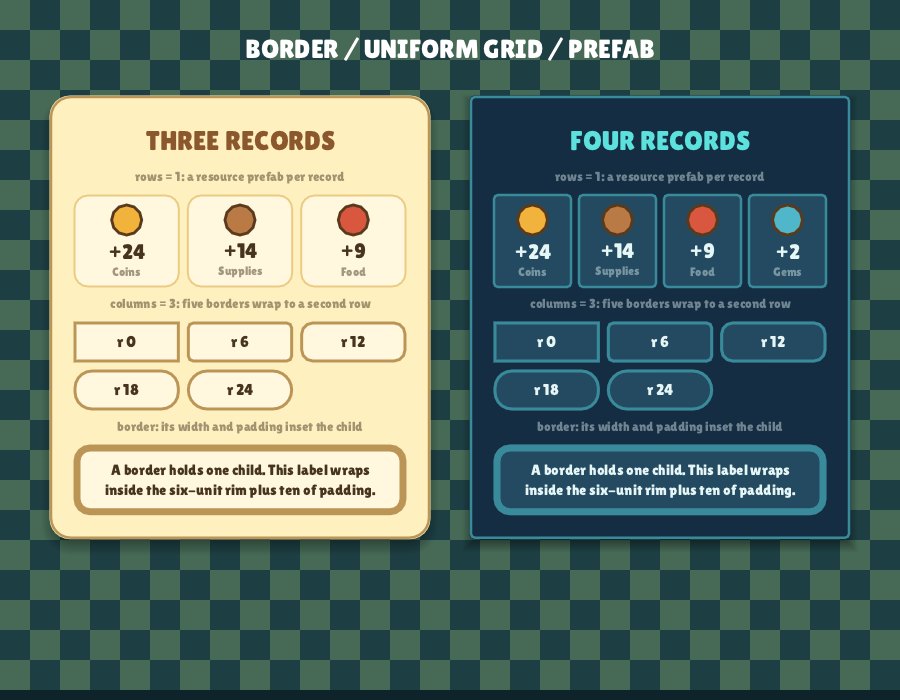 BORDER / UNIFORM GRID / PREFAB
THREE RECORDS
rows = 1: a resource prefab per record
+24
Coins
+14
Supplies
+9
Food
columns = 3: five borders wrap to a second row
r 0
r 6
r 12
r 18
r 24
border: its width and padding inset the child
A border holds one child. This label wraps
inside the six-unit rim plus ten of padding.
FOUR RECORDS
rows = 1: a resource prefab per record
+24
Coins
+14
Supplies
+9
Food
+2
Gems
columns = 3: five borders wrap to a second row
r 0
r 6
r 12
r 18
r 24
border: its width and padding inset the child
A border holds one child. This label wraps
inside the six-unit rim plus ten of padding.